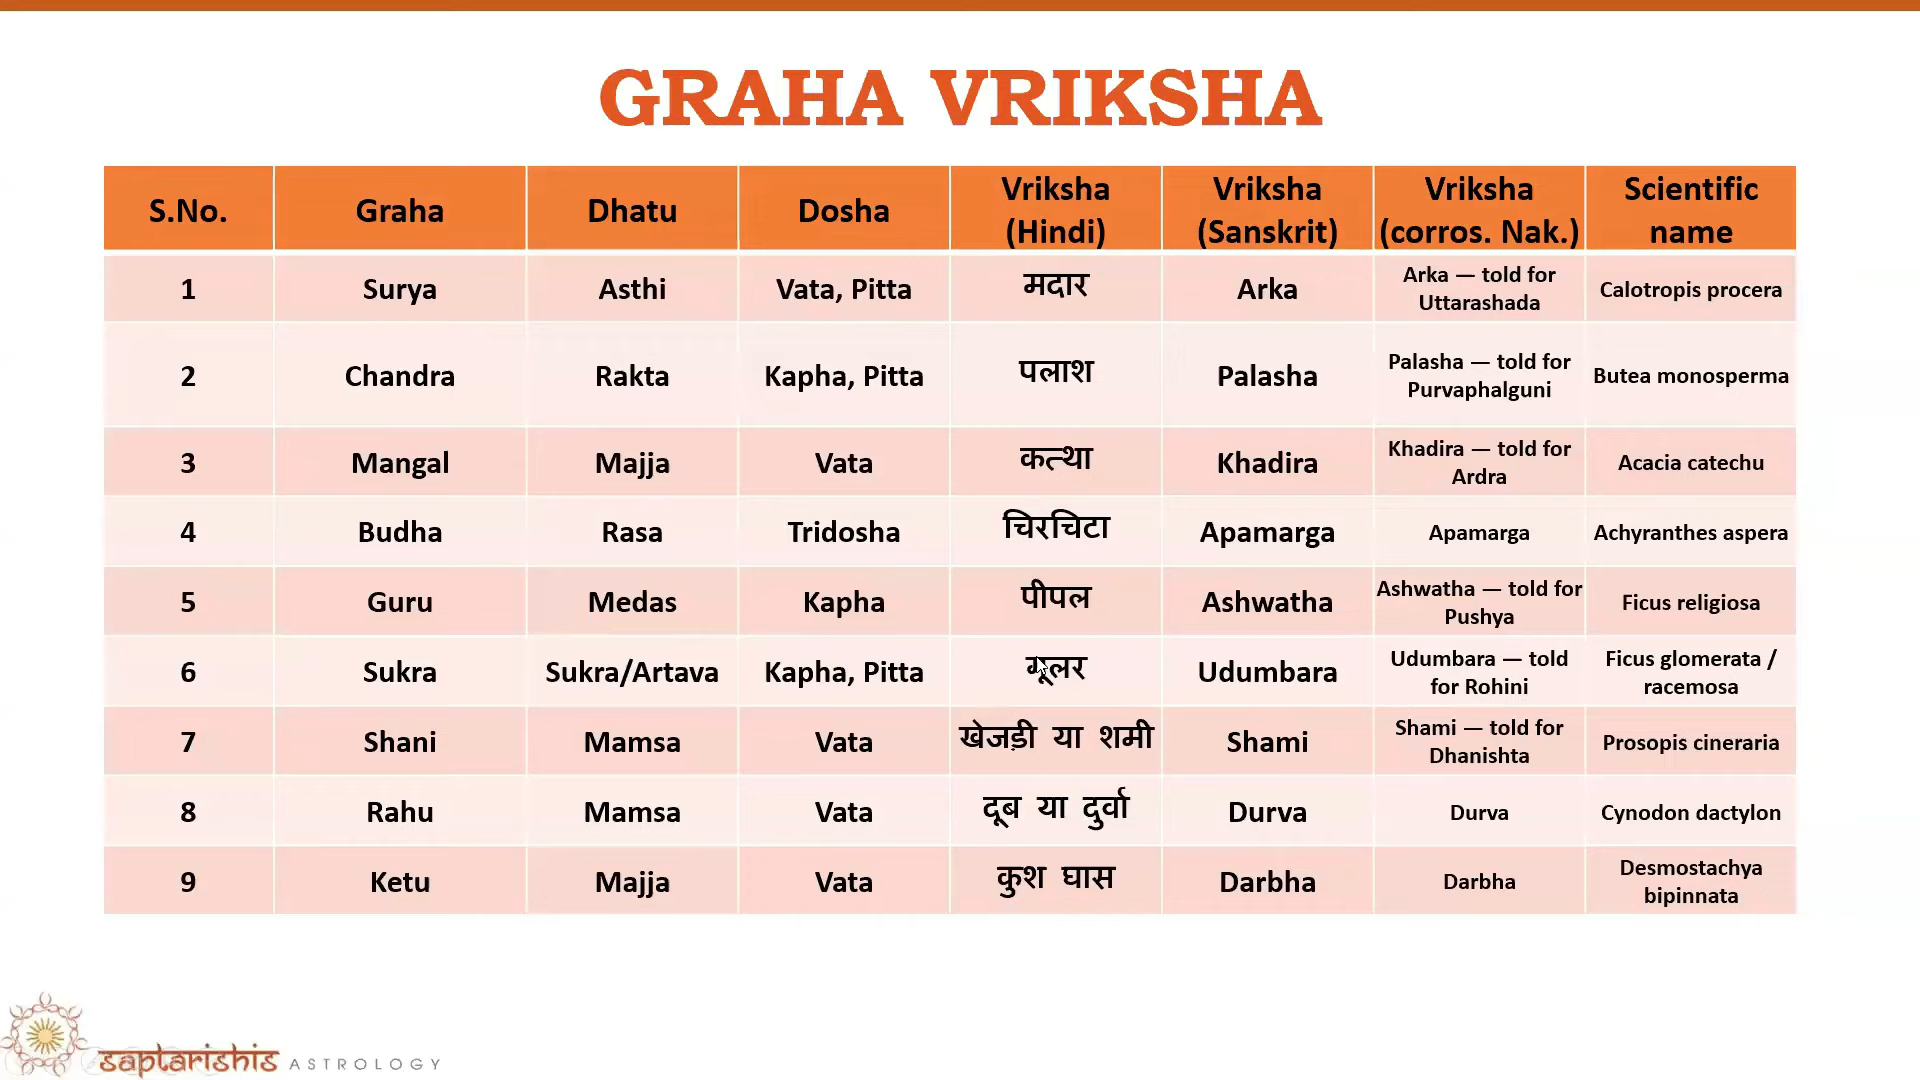 GRAHA VRIKSHA
S.No. Graha Dhatu Dosha Vriksha (Hindi) Vriksha (Sanskrit) Vriksha (corros. Nak.) Scientific name
1 Surya Asthi Vata, Pitta मदार Arka Arka — told for Uttarashada Calotropis procera
2 Chandra Rakta Kapha, Pitta पलाश Palasha Palasha — told for Purvaphalguni Butea monosperma
3 Mangal Majja Vata कत्था Khadira Khadira — told for Ardra Acacia catechu
4 Budha Rasa Tridosha चिरचिटा Apamarga Apamarga Achyranthes aspera
5 Guru Medas Kapha पीपल Ashwatha Ashwatha — told for Pushya Ficus religiosa
6 Sukra Sukra/Artava Kapha, Pitta गूलर Udumbara Udumbara — told for Rohini Ficus glomerata / racemosa
7 Shani Mamsa Vata खेजड़ी या शमी Shami Shami — told for Dhanishta Prosopis cineraria
8 Rahu Mamsa Vata दूब या दुर्वा Durva Durva Cynodon dactylon
9 Ketu Majja Vata कुश घास Darbha Darbha Desmostachya bipinnata
saptarishis ASTROLOGY